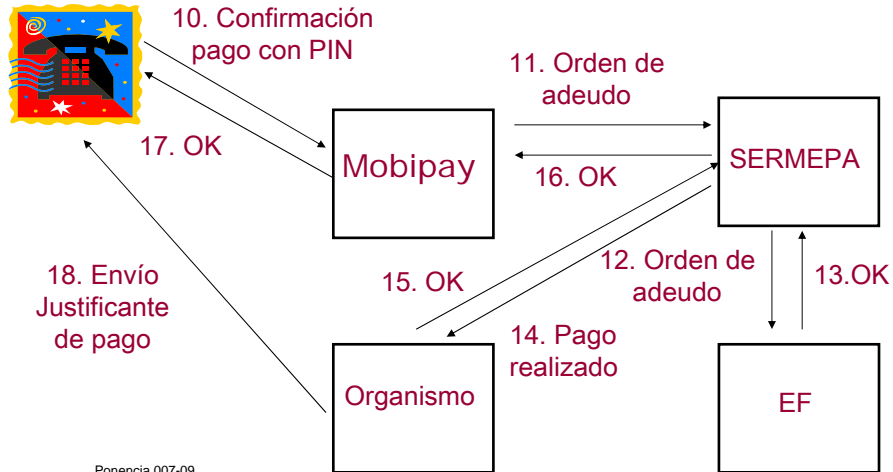 10. Confirmación
pago con PIN
11. Orden de
adeudo
17. OK
Mobipay
16. OK
SERMEPA
18. Envío
Justificante
de pago
15. OK
12. Orden de
adeudo
13.OK
14. Pago
realizado
Organismo
EF
Ponencia 007-09